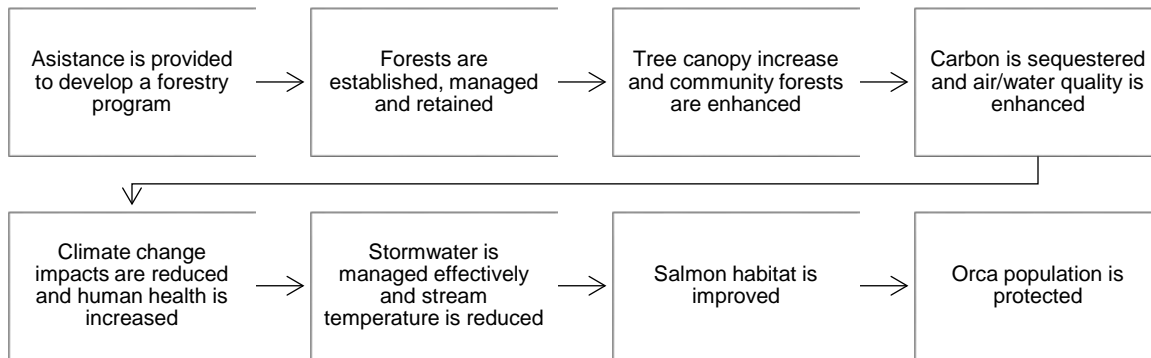 Asistance is provided
to develop a forestry
program
Forests are
established, managed
and retained
Tree canopy increase
and community forests
are enhanced
Carbon is sequestered
and air/water quality is
enhanced
Climate change
impacts are reduced
and human health is
increased
Stormwater is
managed effectively
and stream
temperature is reduced
Salmon habitat is
improved
Orca population is
protected